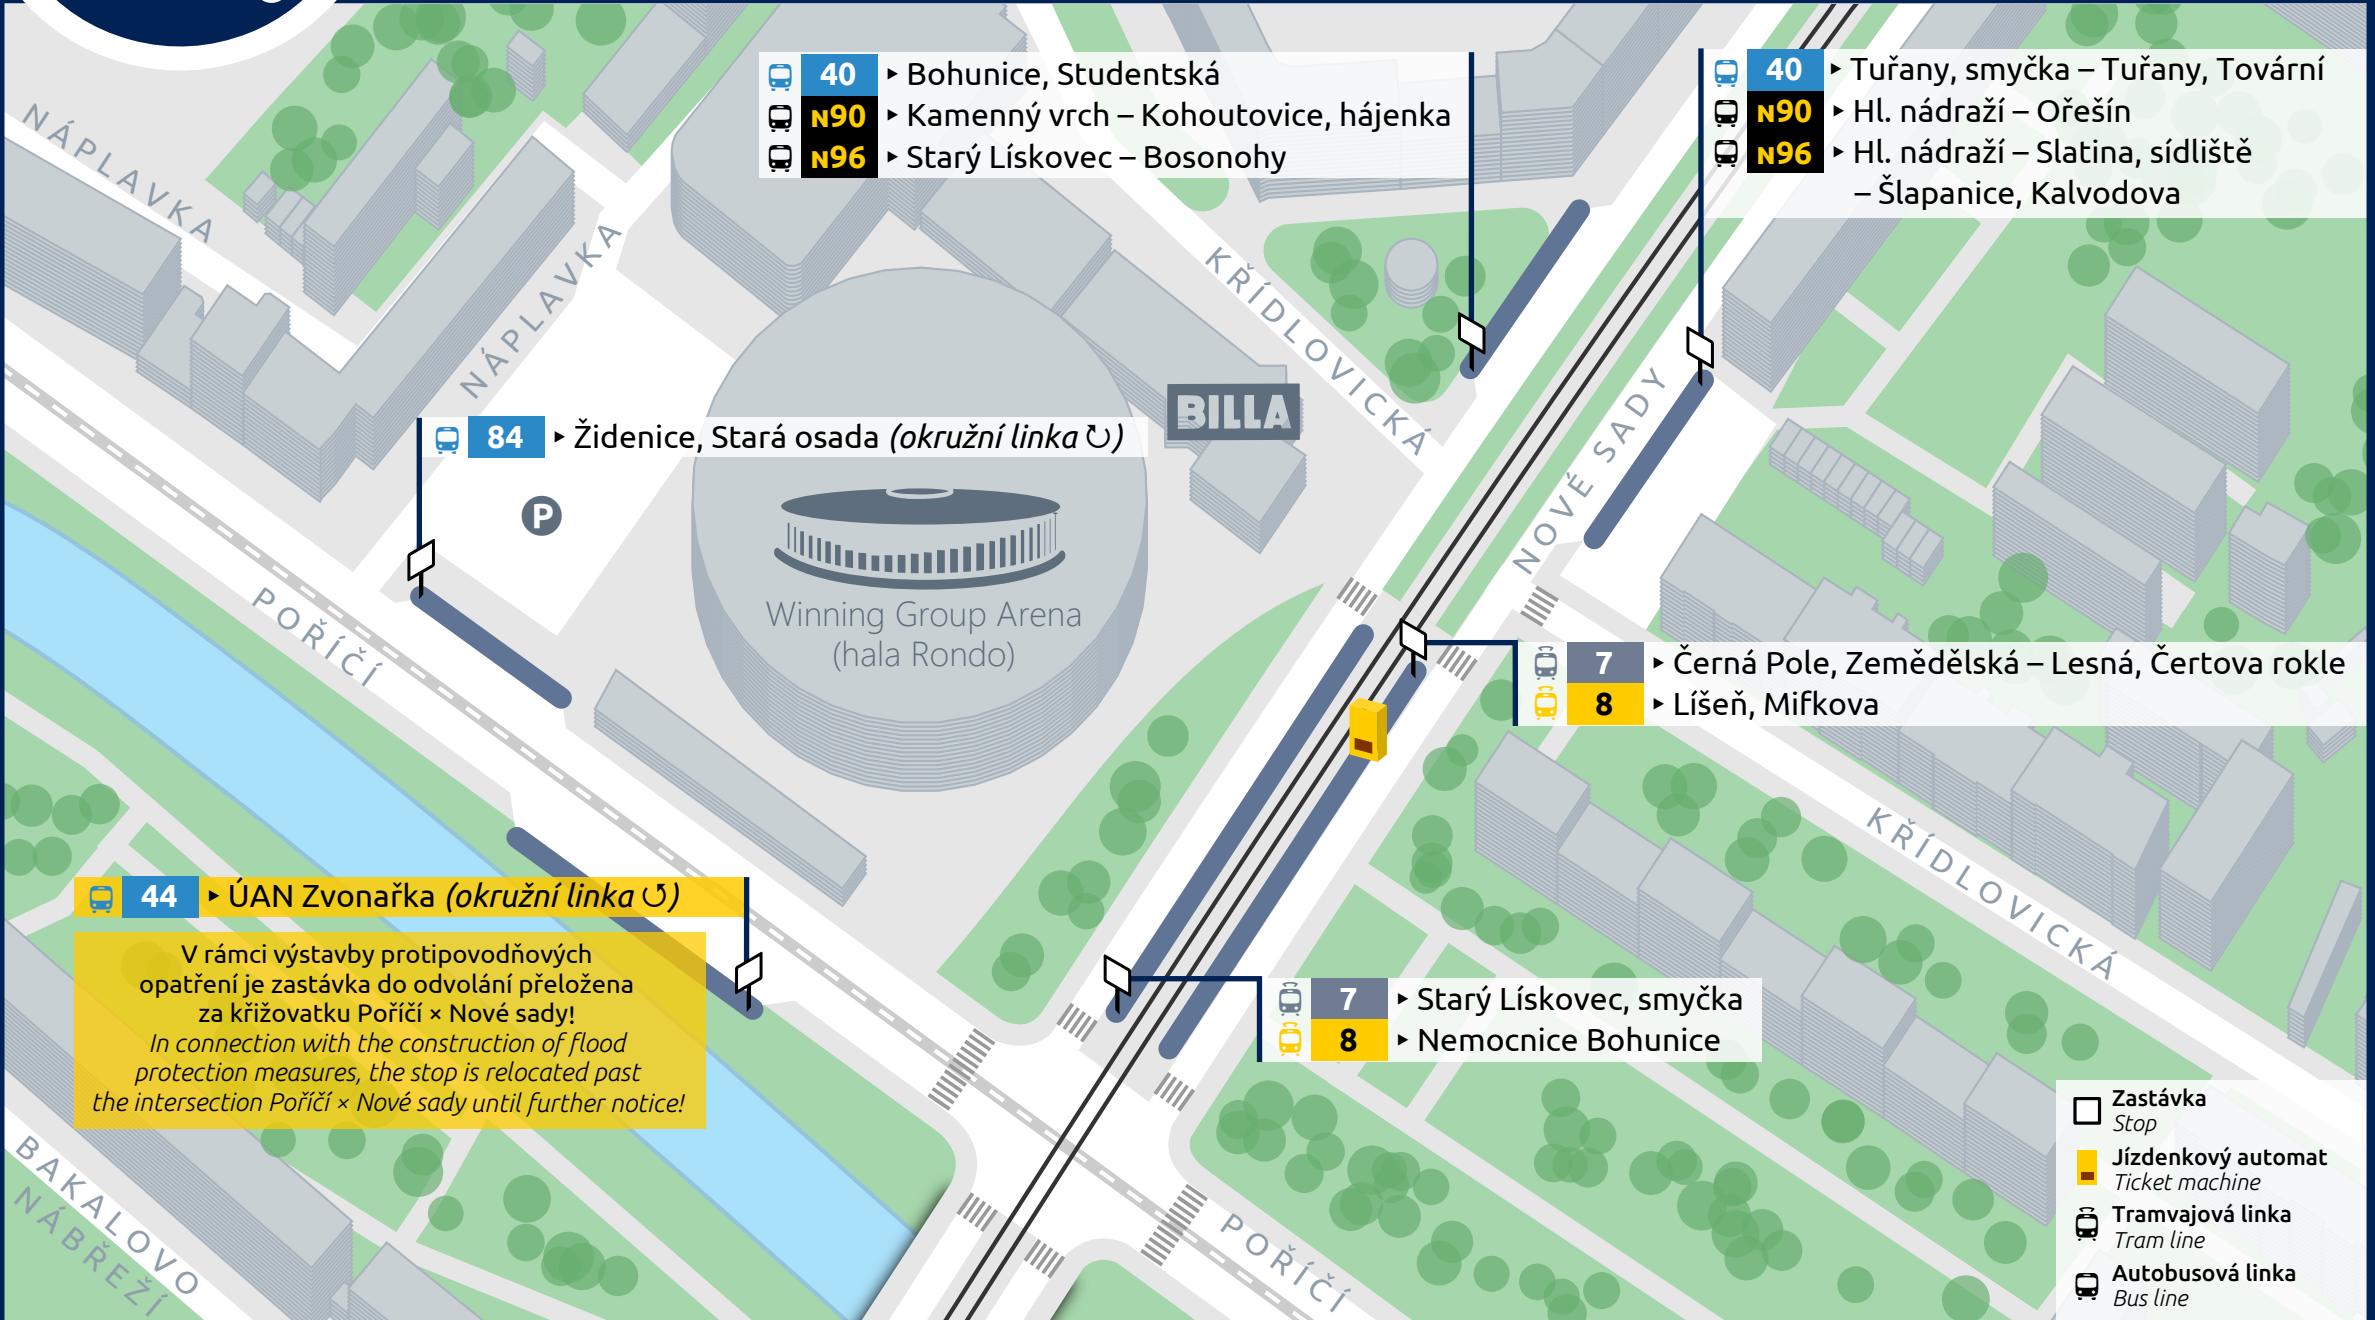 40 ▸ Bohunice, Studentská
N90 ▸ Kamenný vrch – Kohoutovice, hájenka
N96 ▸ Starý Lískovec – Bosonohy
40 ▸ Tuřany, smyčka – Tuřany, Tovární
N90 ▸ Hl. nádraží – Ořešín
N96 ▸ Hl. nádraží – Slatina, sídliště
– Šlapanice, Kalvodova
NÁPLAVKA
NÁPLAVKA
KŘÍDLOVICKÁ
BILLA
NOVÉ SADY
84 ▸ Židenice, Stará osada (okružní linka ↻)
P
POŘÍČÍ
Winning Group Arena
(hala Rondo)
7 ▸ Černá Pole, Zemědělská – Lesná, Čertova rokle
8 ▸ Líšeň, Mifkova
KŘÍDLOVICKÁ
44 ▸ ÚAN Zvonařka (okružní linka ↺)
V rámci výstavby protipovodňových
opatření je zastávka do odvolání přeložena
za křižovatku Poříčí × Nové sady!
In connection with the construction of flood
protection measures, the stop is relocated past
the intersection Poříčí × Nové sady until further notice!
7 ▸ Starý Lískovec, smyčka
8 ▸ Nemocnice Bohunice
BAKALOVO
NÁBŘEŽÍ
POŘÍČÍ
Zastávka
Stop
Jízdenkový automat
Ticket machine
Tramvajová linka
Tram line
Autobusová linka
Bus line